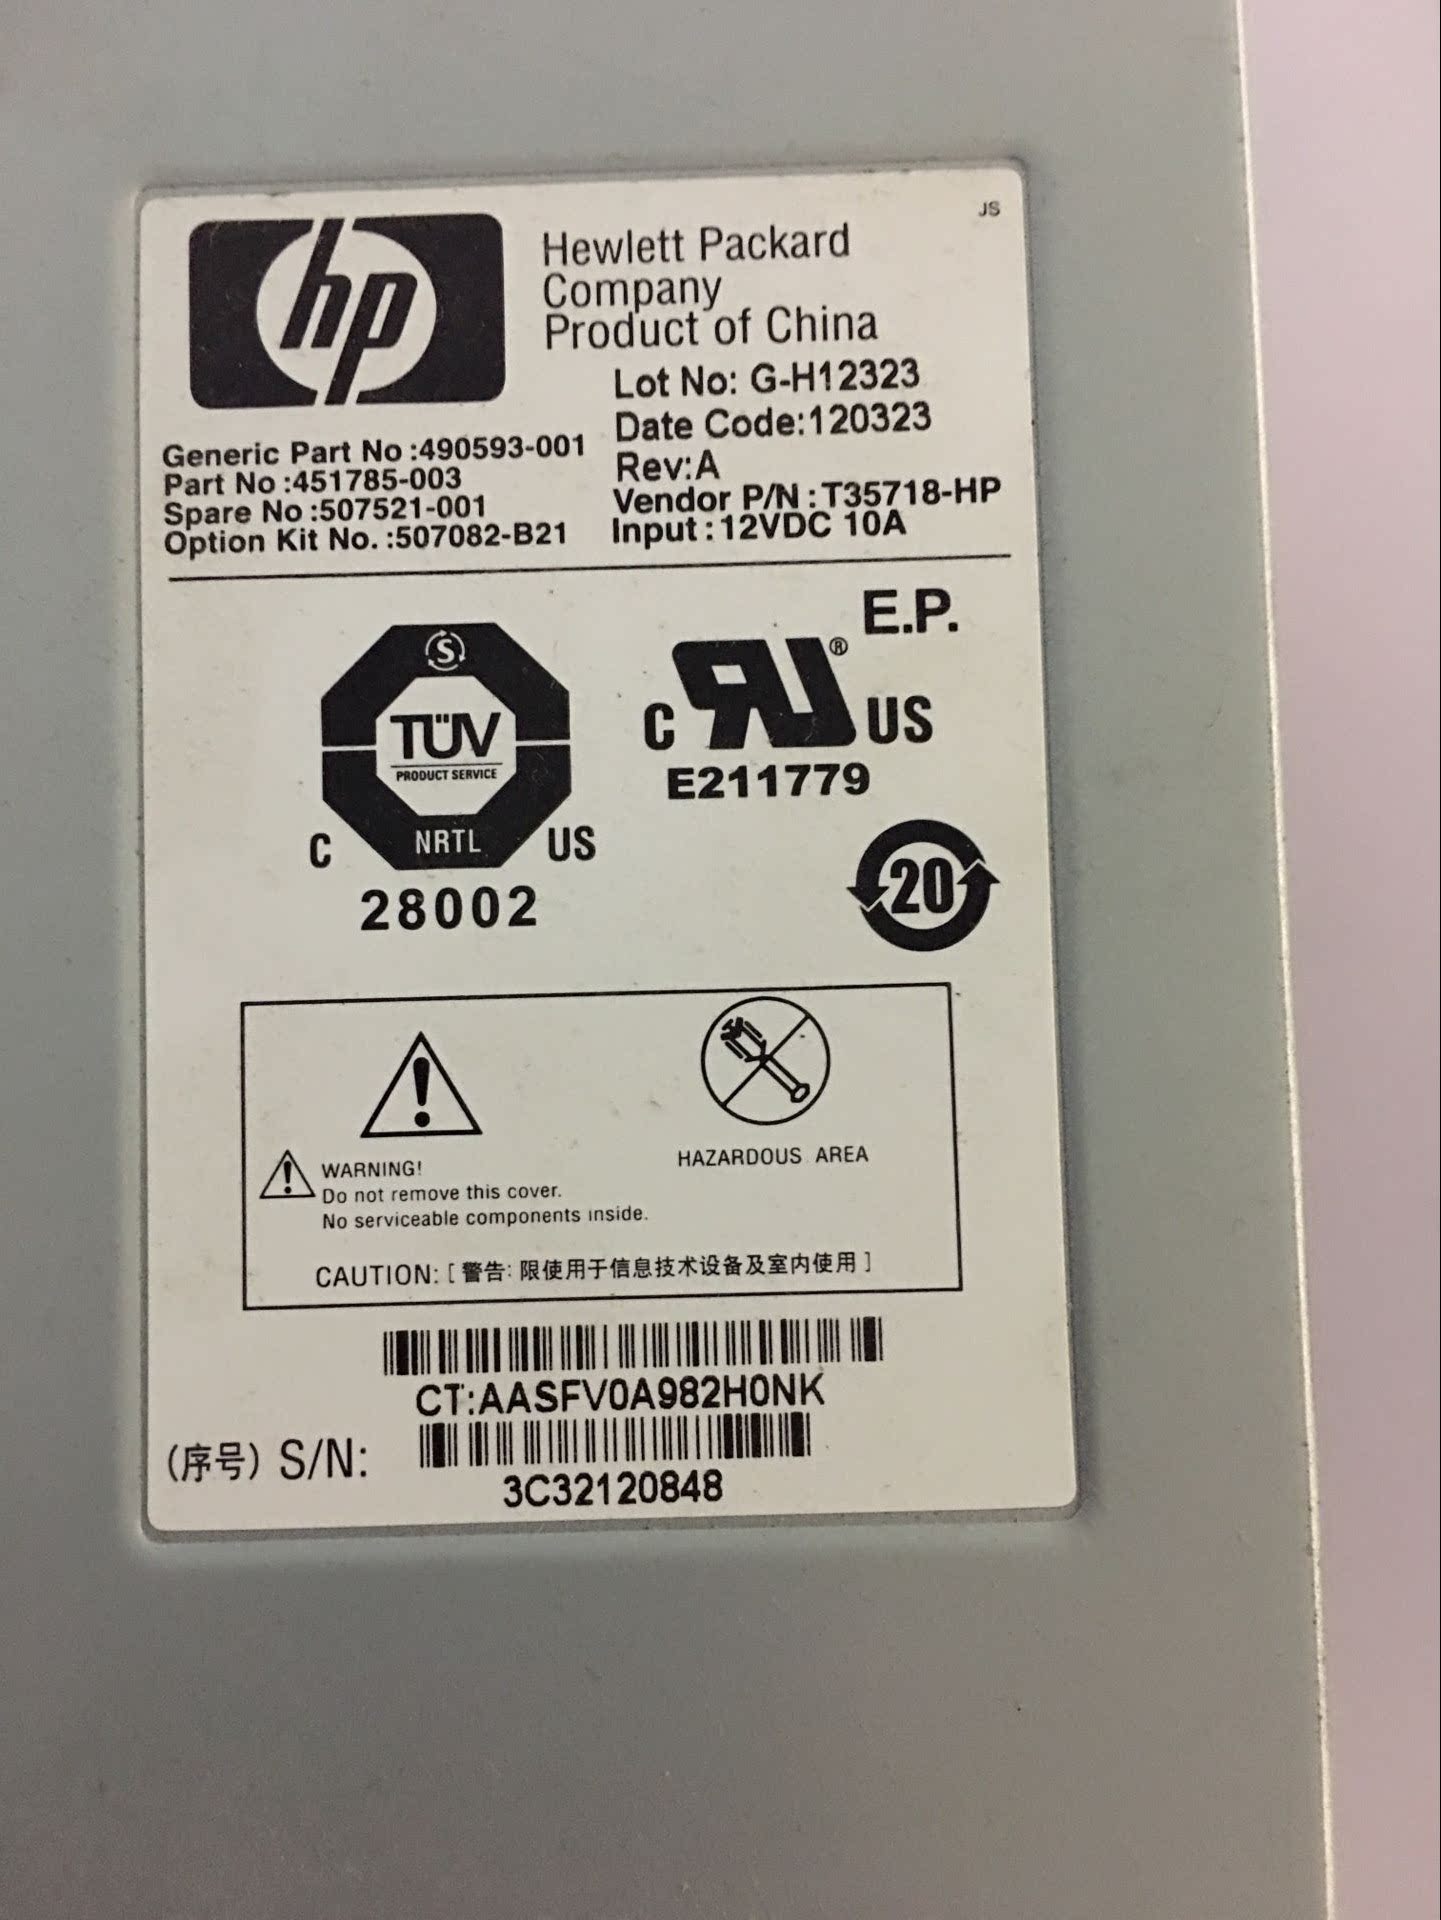 JS
hp
Hewlett Packard
Company
Product of China
Lot No: G-H12323
Date Code:120323
Rev:A
Vendor P/N:T35718-HP
Input:12VDC 10A
Generic Part No:490593-001
Part No:451785-003
Spare No:507521-001
Option Kit No.:507082-B21
E.P.
S
TÜV
PRODUCT SERVICE
NRTL
C US
28002
C RU® US
E211779
20
HAZARDOUS AREA
WARNING!
Do not remove this cover.
No serviceable components inside.
CAUTION: [警告: 限使用于信息技术设备及室内使用]
CT:AASFV0A982H0NK
(序号) S/N:
3C32120848